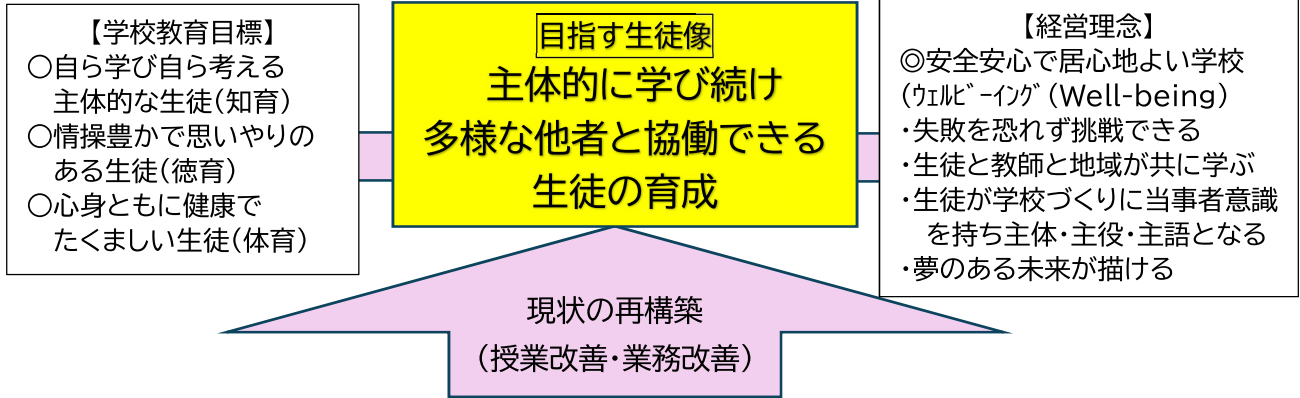 【学校教育目標】
○自ら学び自ら考える
主体的な生徒(知育)
○情操豊かで思いやりの
ある生徒(徳育)
○心身ともに健康で
たくましい生徒(体育)
目指す生徒像
主体的に学び続け
多様な他者と協働できる
生徒の育成
【経営理念】
◎安全安心で居心地よい学校
(ｳｪﾙﾋﾞｰｲﾝｸﾞ(Well-being)
・失敗を恐れず挑戦できる
・生徒と教師と地域が共に学ぶ
・生徒が学校づくりに当事者意識
を持ち主体・主役・主語となる
・夢のある未来が描ける
現状の再構築
(授業改善・業務改善)